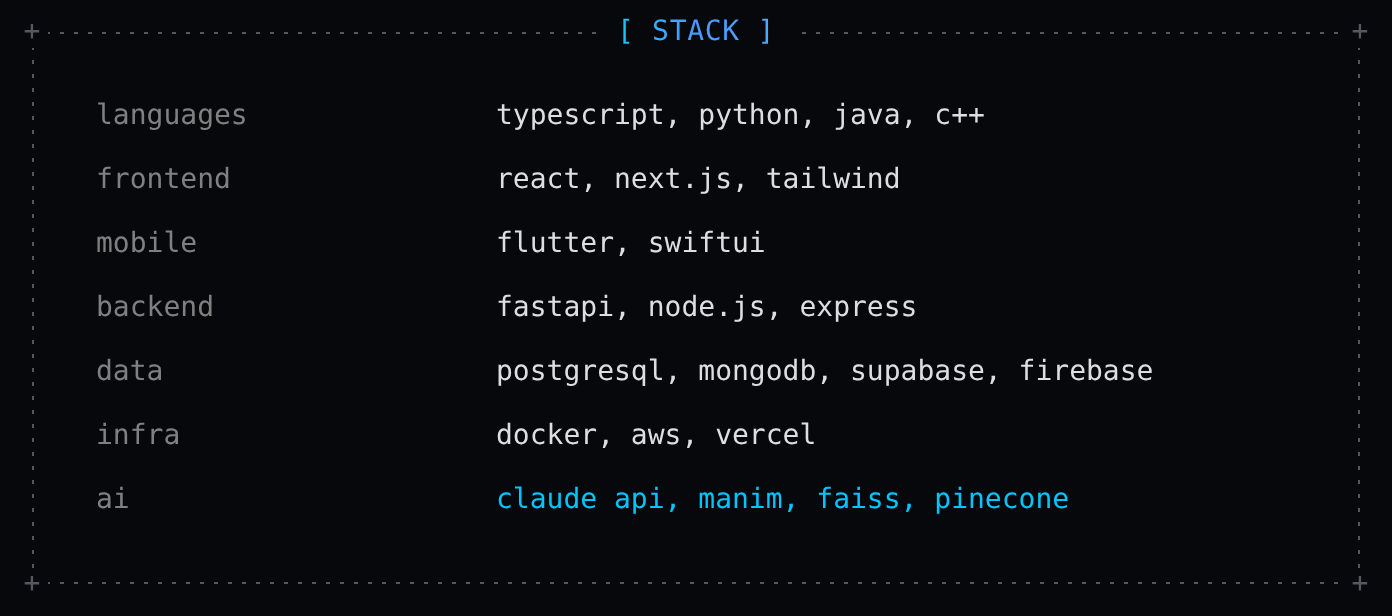 [ STACK ]
languages typescript, python, java, c++
frontend react, next.js, tailwind
mobile flutter, swiftui
backend fastapi, node.js, express
data postgresql, mongodb, supabase, firebase
infra docker, aws, vercel
ai claude api, manim, faiss, pinecone